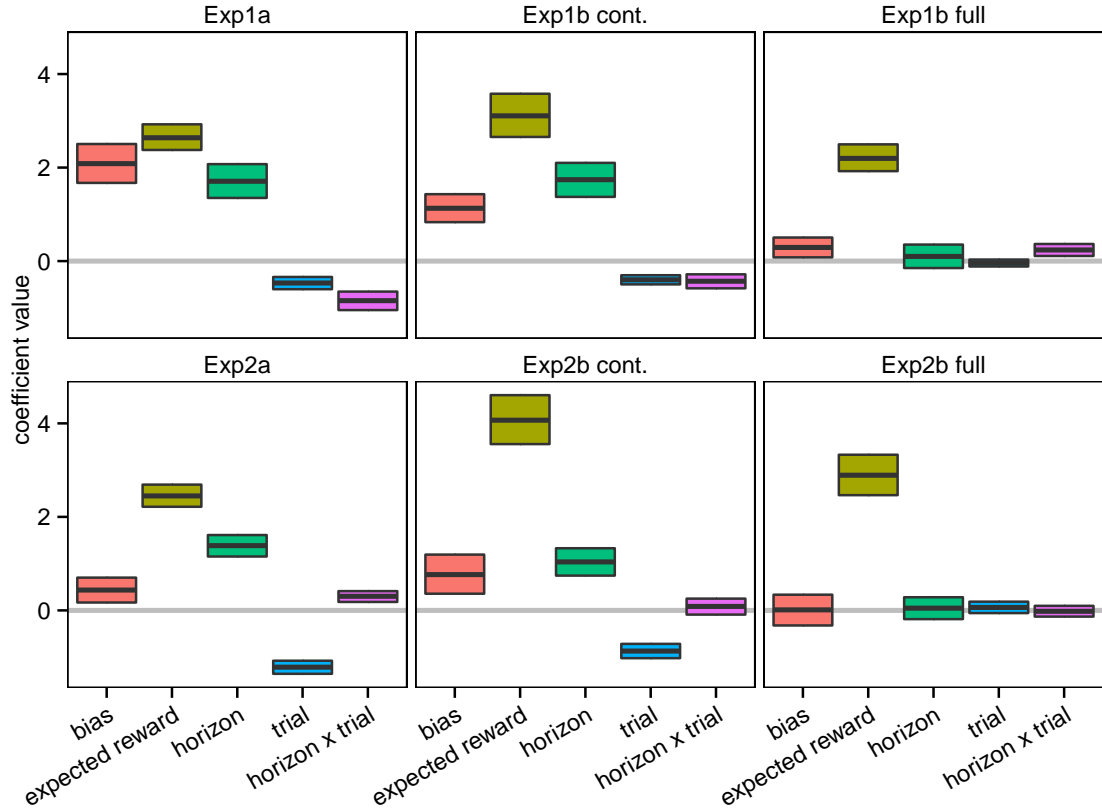 Exp1a
Exp1b cont.
Exp1b full
4
2
0
coefficient value
Exp2a
Exp2b cont.
Exp2b full
4
2
0
bias
expected reward
horizon
trial
horizon x trial
bias
expected reward
horizon
trial
horizon x trial
bias
expected reward
horizon
trial
horizon x trial